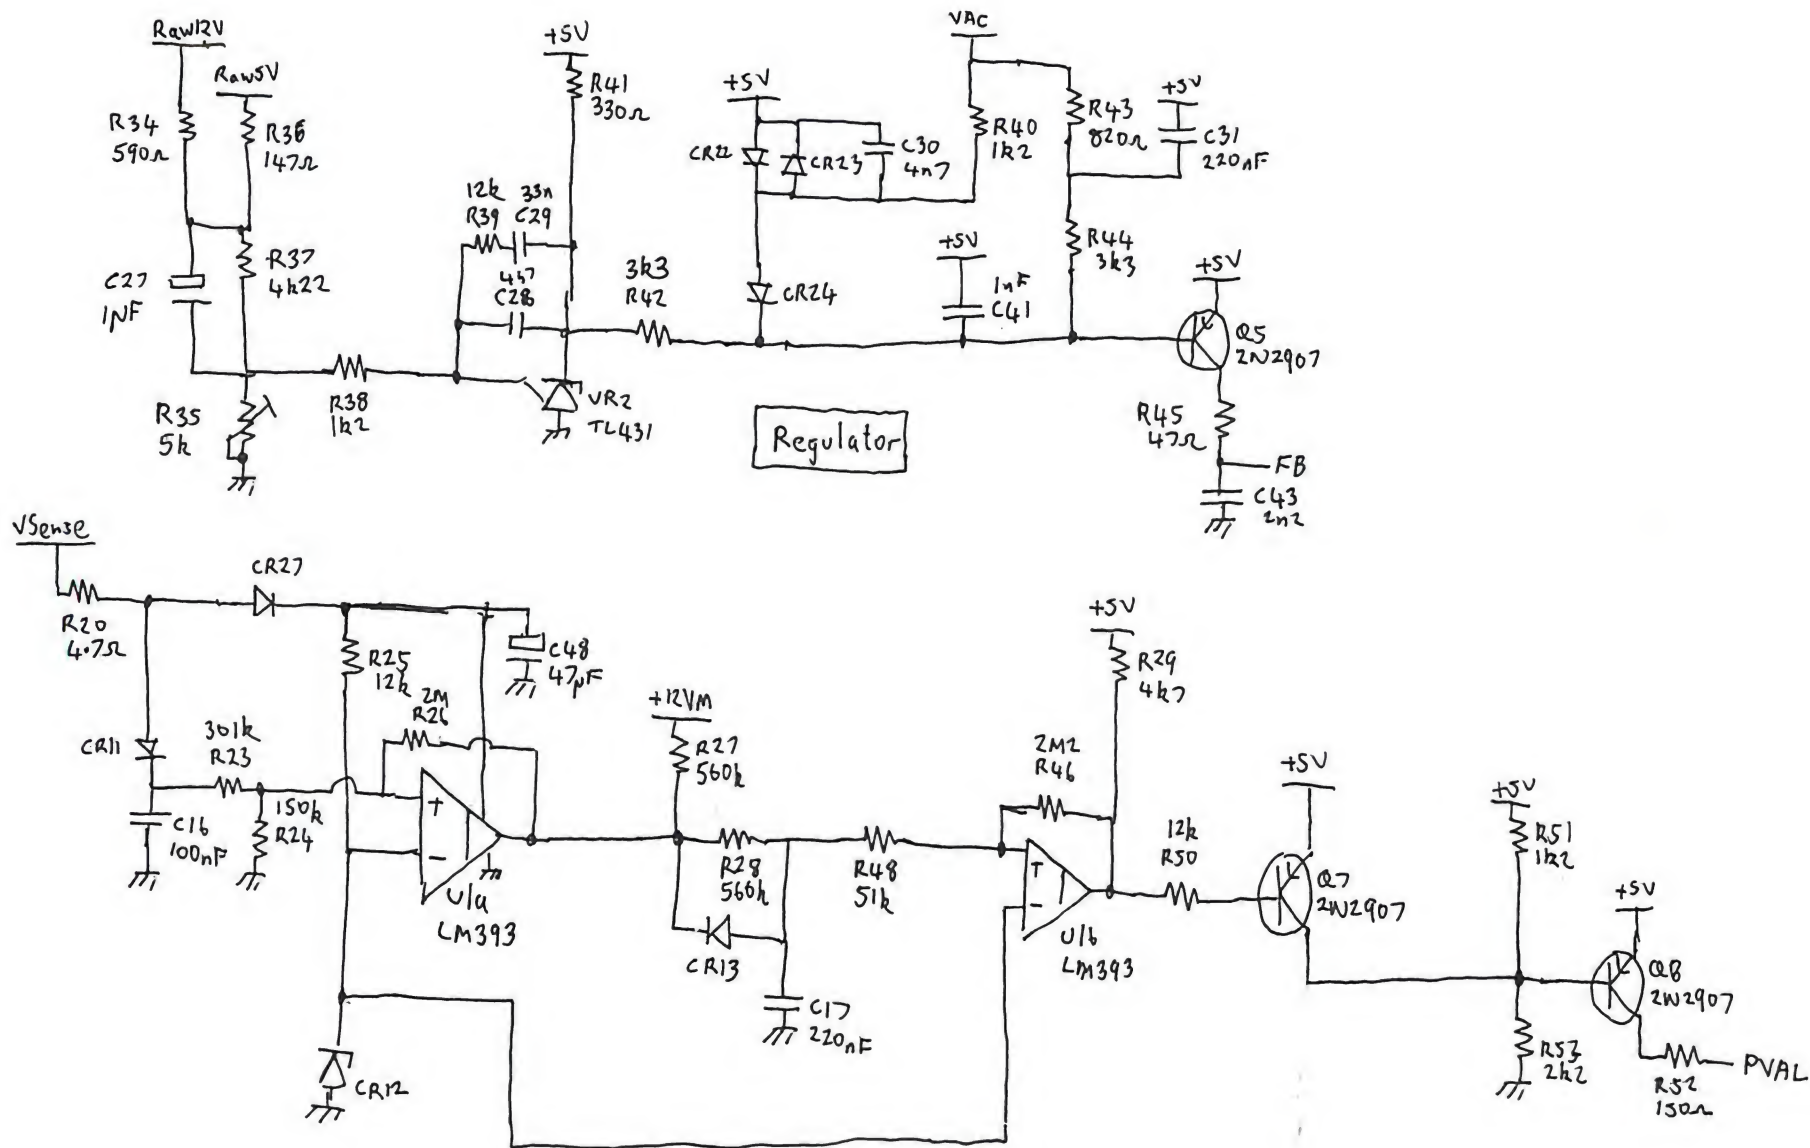 Raw12V
Raw5V
R34
590Ω
R36
147Ω
C27
1µF
R37
4k22
R35
5k
R38
1k2
+5V
R41
330Ω
12k
R39
33n
C29
4n7
C28
VR2
TL431
3k3
R42
+5V
CR22
CR23
C30
4n7
CR24
VAC
R40
1k2
R43
820Ω
+5V
C31
220nF
R44
3k3
+5V
1nF
C41
+5V
Q5
2N2907
R45
47Ω
FB
C43
2n2
Regulator
VSense
R20
4.7Ω
CR27
R25
12k
C48
47µF
CR11
301k
R23
C16
100nF
150k
R24
2M
R26
+
-
U1a
LM393
CR12
+12VM
R27
560k
R28
560k
CR13
C17
220nF
R48
51k
2M2
R46
+
-
U1b
LM393
+5V
R29
4k7
12k
R50
+5V
Q7
2N2907
+5V
R51
1k2
R53
2k2
+5V
Q8
2N2907
R52
150Ω
PVAL